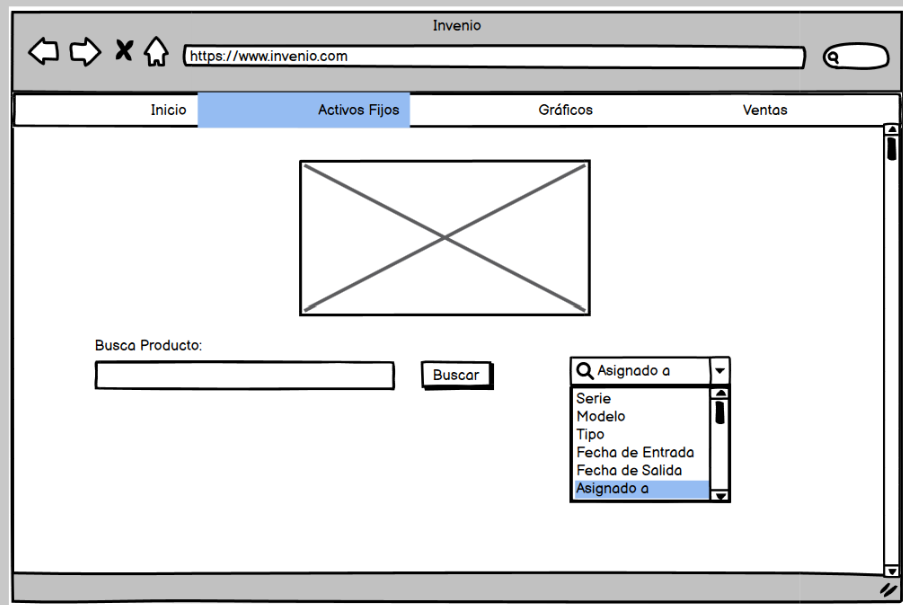 Invenio
https://www.invenio.com
Inicio Activos Fijos Gráficos Ventas
Busca Producto:
Buscar
Asignado a
Serie
Modelo
Tipo
Fecha de Entrada
Fecha de Salida
Asignado a